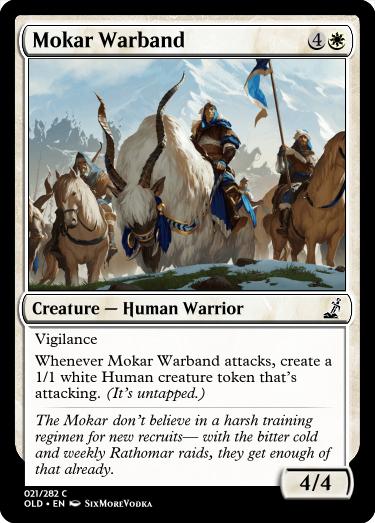 Mokar Warband 4
Creature — Human Warrior
Vigilance
Whenever Mokar Warband attacks, create a
1/1 white Human creature token that's
attacking. (It's untapped.)
The Mokar don't believe in a harsh training
regimen for new recruits— with the bitter cold
and weekly Rathomar raids, they get enough of
that already.
4/4
021/282 C
OLD • EN SixMoreVodka